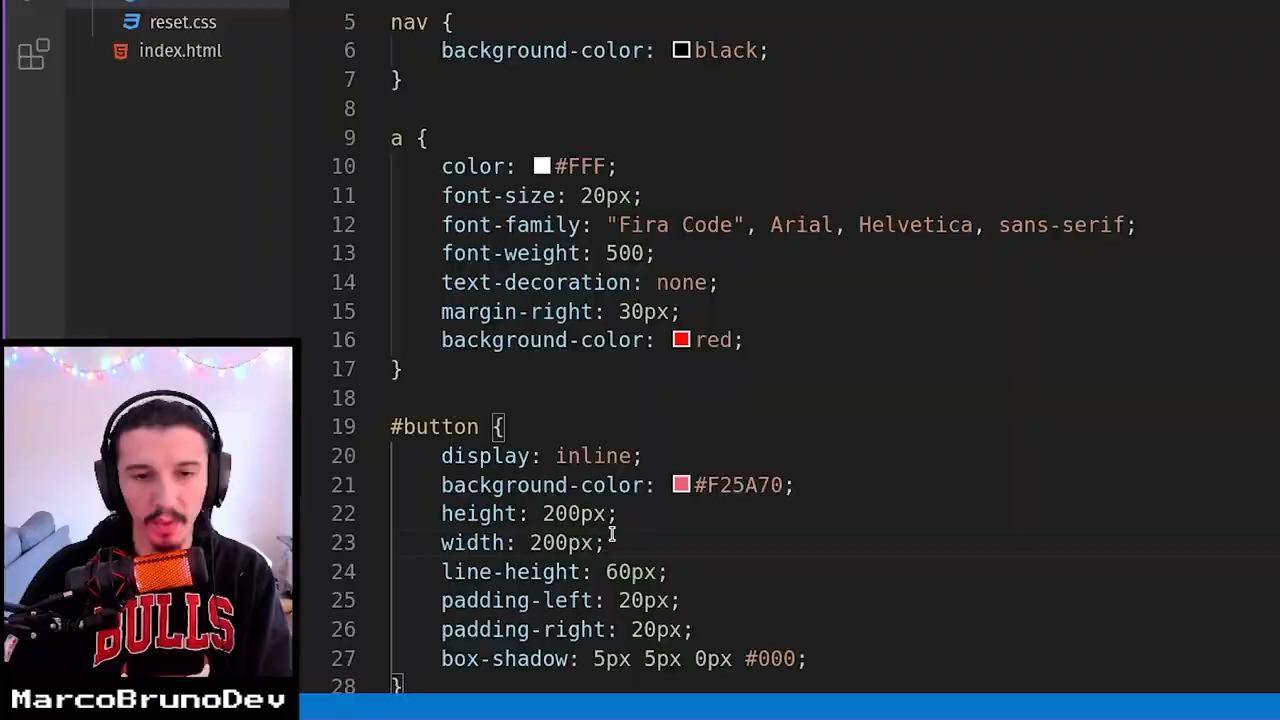 reset.css
index.html
5 nav {
6 background-color: black;
7 }
8
9 a {
10 color: #FFF;
11 font-size: 20px;
12 font-family: "Fira Code", Arial, Helvetica, sans-serif;
13 font-weight: 500;
14 text-decoration: none;
15 margin-right: 30px;
16 background-color: red;
17 }
18
19 #button {
20 display: inline;
21 background-color: #F25A70;
22 height: 200px;
23 width: 200px;
24 line-height: 60px;
25 padding-left: 20px;
26 padding-right: 20px;
27 box-shadow: 5px 5px 0px #000;
28 }
BULLS
MarcoBrunoDev